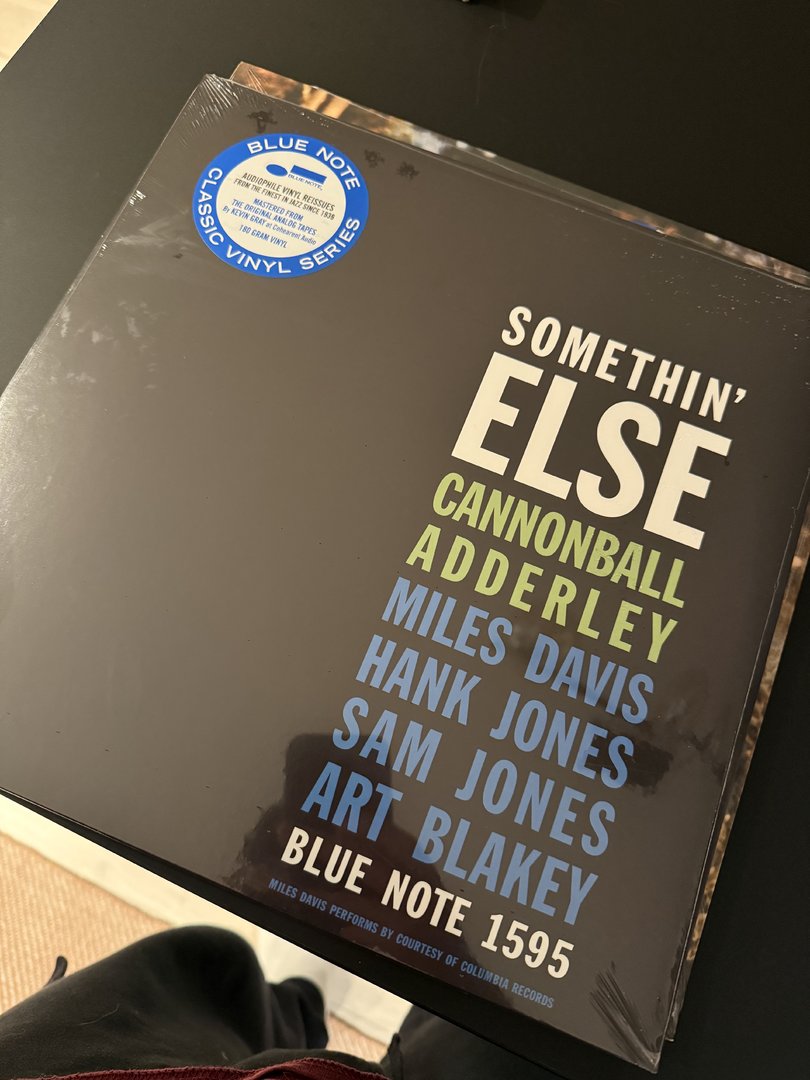 BLUE NOTE
BLUE NOTE
AUDIOPHILE VINYL REISSUES
FROM THE FINEST IN JAZZ SINCE 1939
MASTERED FROM
THE ORIGINAL ANALOG TAPES
By KEVIN GRAY at Cohearent Audio
180 GRAM VINYL
CLASSIC VINYL SERIES
SOMETHIN'
ELSE
CANNONBALL
ADDERLEY
MILES DAVIS
HANK JONES
SAM JONES
ART BLAKEY
BLUE NOTE 1595
MILES DAVIS PERFORMS BY COURTESY OF COLUMBIA RECORDS